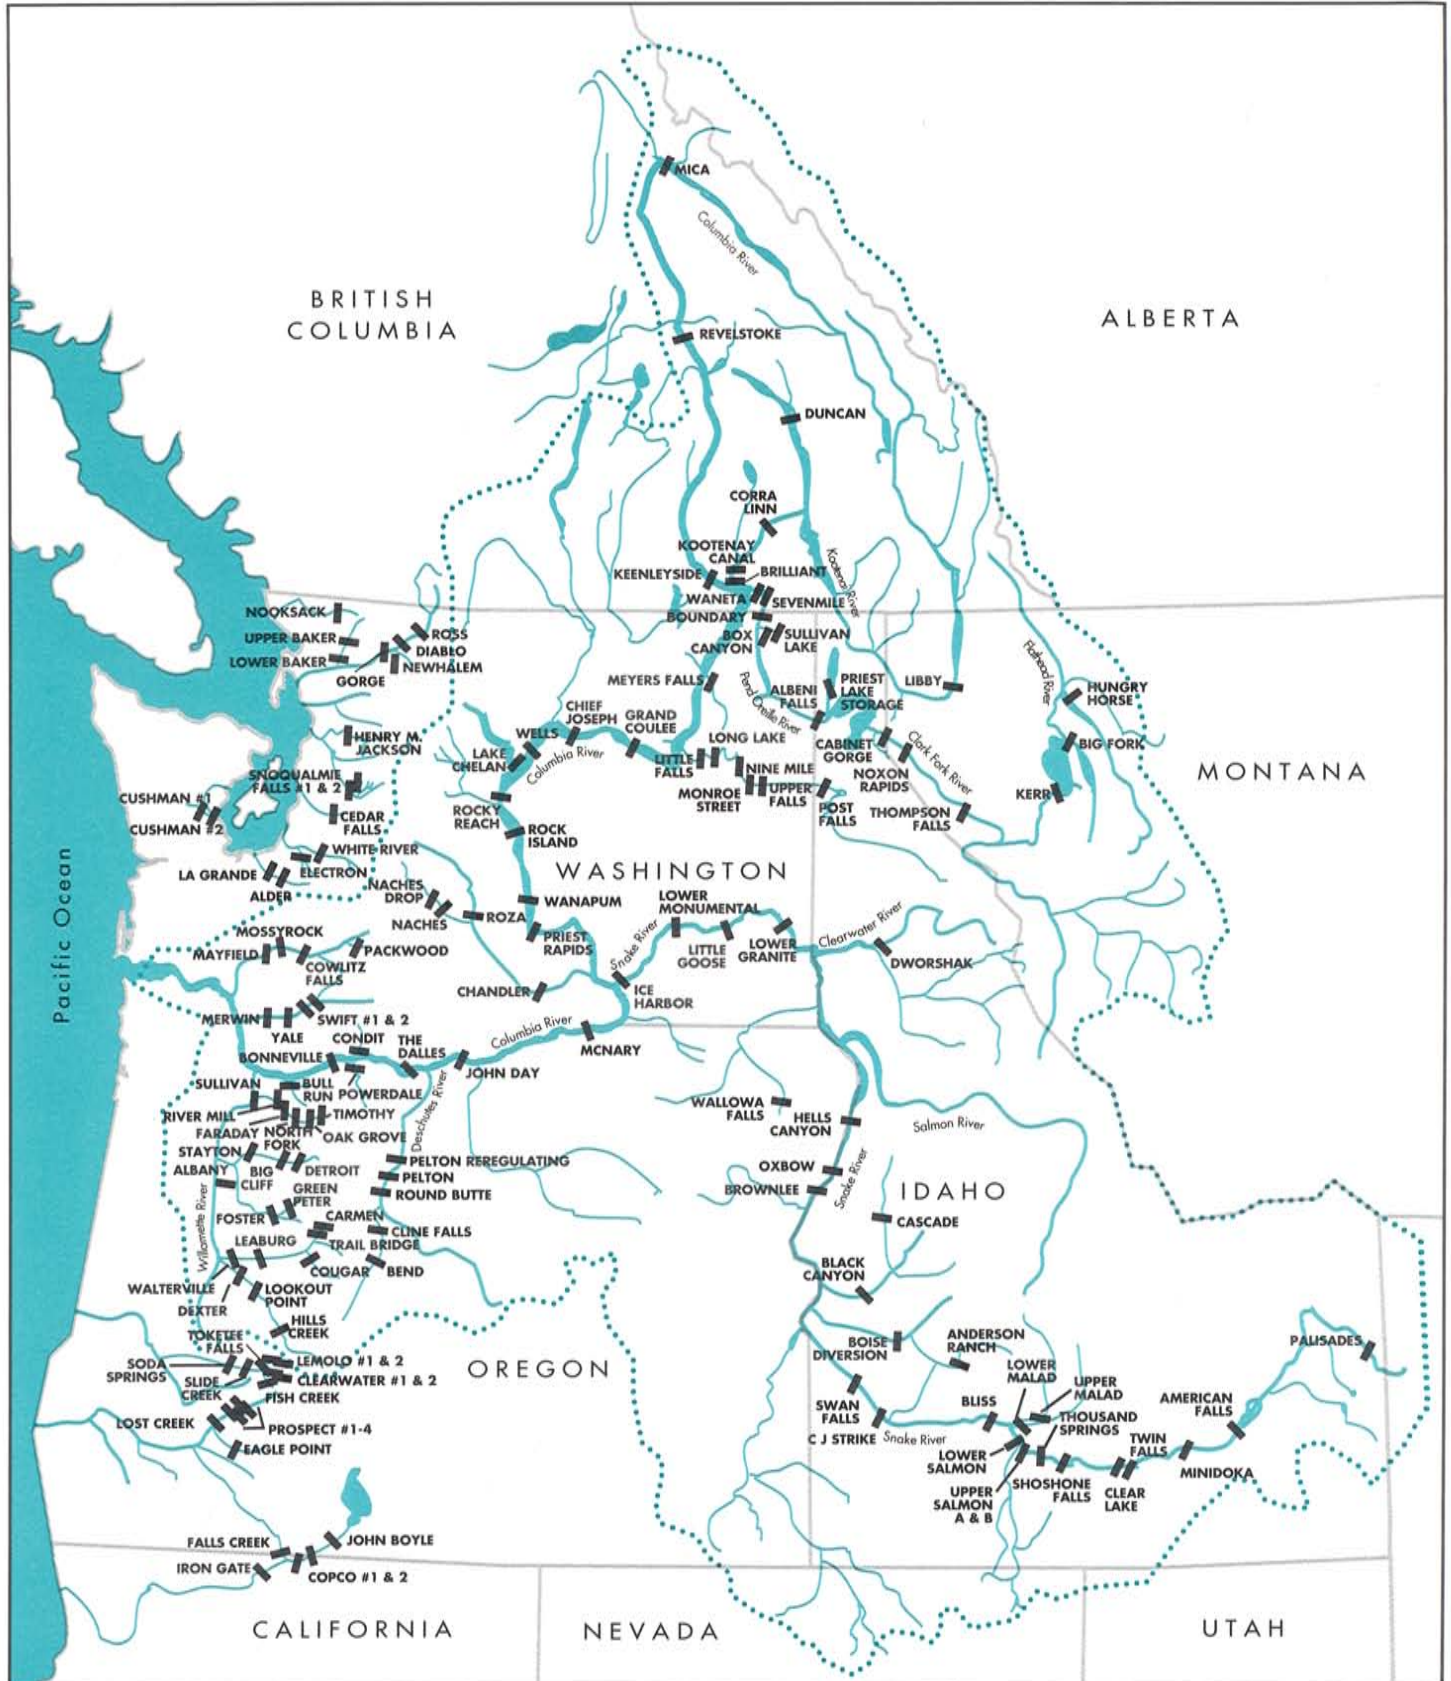 MICA
Columbia River
BRITISH
COLUMBIA
ALBERTA
REVELSTOKE
DUNCAN
CORRA
LINN
KOOTENAY
CANAL
KEENLEYSIDE
BRILLIANT
Kootenai River
WANETA
SEVENMILE
BOUNDARY
BOX
CANYON
SULLIVAN
LAKE
NOOKSACK
UPPER BAKER
LOWER BAKER
ROSS
DIABLO
NEWHALEM
GORGE
MEYERS FALLS
Pend Oreille River
ALBENI
FALLS
PRIEST
LAKE
STORAGE
LIBBY
Flathead River
HUNGRY
HORSE
BIG FORK
CHIEF
JOSEPH
GRAND
COULEE
WELLS
LAKE
CHELAN
Columbia River
LONG LAKE
LITTLE
FALLS
NINE MILE
MONROE
STREET
UPPER
FALLS
CABINET
GORGE
Clark Fork River
NOXON
RAPIDS
POST
FALLS
THOMPSON
FALLS
KERR
MONTANA
HENRY M.
JACKSON
SNOQUALMIE
FALLS #1 & 2
CUSHMAN #1
CUSHMAN #2
CEDAR
FALLS
ROCKY
REACH
ROCK
ISLAND
WHITE RIVER
LA GRANDE
ELECTRON
ALDER
WASHINGTON
NACHES
DROP
NACHES
ROZA
WANAPUM
PRIEST
RAPIDS
LOWER
MONUMENTAL
Snake River
LITTLE
GOOSE
LOWER
GRANITE
Clearwater River
DWORSHAK
Pacific Ocean
MOSSYROCK
MAYFIELD
PACKWOOD
COWLITZ
FALLS
CHANDLER
ICE
HARBOR
MERWIN
SWIFT #1 & 2
YALE
CONDIT
THE
DALLES
Columbia River
MCNARY
BONNEVILLE
JOHN DAY
SULLIVAN
BULL
RUN
POWERDALE
RIVER MILL
TIMOTHY
FARADAY
NORTH
FORK
OAK GROVE
Deschutes River
WALLOWA
FALLS
HELLS
CANYON
Salmon River
STAYTON
ALBANY
BIG
CLIFF
DETROIT
PELTON REREGULATING
PELTON
ROUND BUTTE
OXBOW
BROWNLEE
Snake River
IDAHO
GREEN
PETER
FOSTER
CARMEN
CLINE FALLS
CASCADE
Willamette River
LEABURG
TRAIL BRIDGE
COUGAR
BEND
BLACK
CANYON
WALTERVILLE
LOOKOUT
POINT
DEXTER
HILLS
CREEK
TOKETEE
FALLS
SODA
SPRINGS
LEMOLO #1 & 2
OREGON
SLIDE
CREEK
CLEARWATER #1 & 2
FISH CREEK
LOST CREEK
PROSPECT #1-4
EAGLE POINT
BOISE
DIVERSION
ANDERSON
RANCH
PALISADES
LOWER
MALAD
UPPER
MALAD
SWAN
FALLS
BLISS
AMERICAN
FALLS
C J STRIKE
Snake River
THOUSAND
SPRINGS
TWIN
FALLS
LOWER
SALMON
MINIDOKA
UPPER
SALMON
A & B
SHOSHONE
FALLS
CLEAR
LAKE
FALLS CREEK
JOHN BOYLE
IRON GATE
COPCO #1 & 2
CALIFORNIA
NEVADA
UTAH